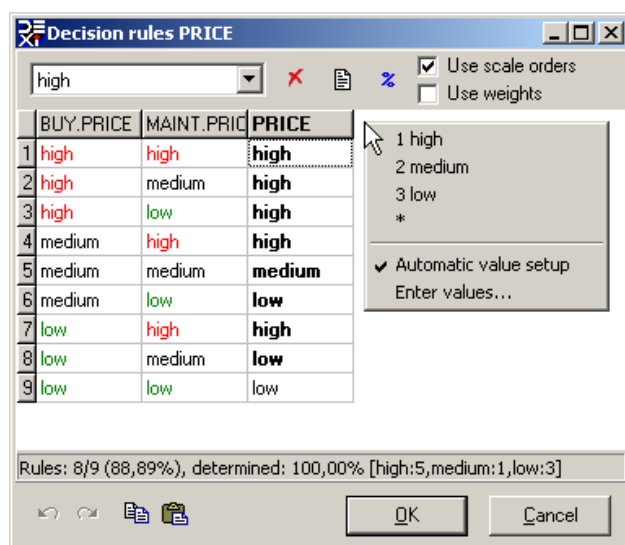 DEXi Decision rules PRICE
high
Use scale orders
Use weights
BUY.PRICE MAINT.PRIC PRICE
1 high high high
2 high medium high
3 high low high
4 medium high high
5 medium medium medium
6 medium low low
7 low high high
8 low medium low
9 low low low
1 high
2 medium
3 low
*
Automatic value setup
Enter values...
Rules: 8/9 (88,89%), determined: 100,00% [high:5,medium:1,low:3]
OK
Cancel